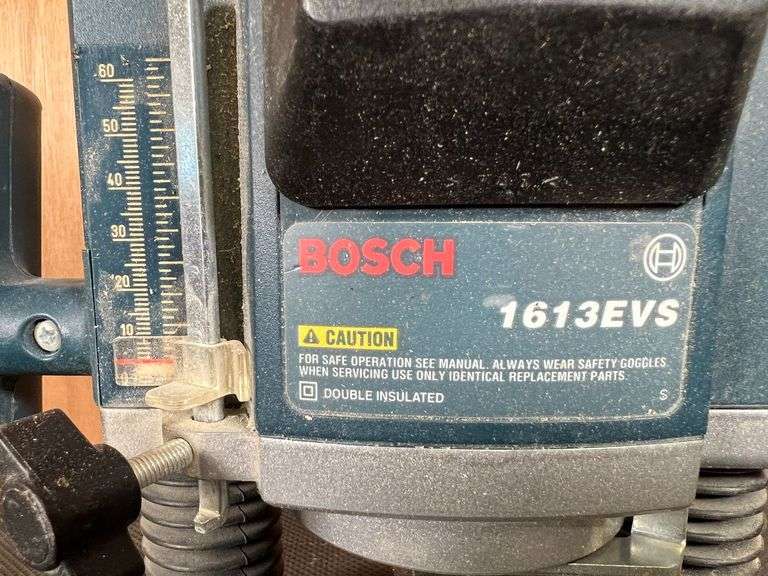 60
50
40
30
20
10
BOSCH
1613EVS
CAUTION
FOR SAFE OPERATION SEE MANUAL. ALWAYS WEAR SAFETY GOGGLES
WHEN SERVICING USE ONLY IDENTICAL REPLACEMENT PARTS.
DOUBLE INSULATED
S